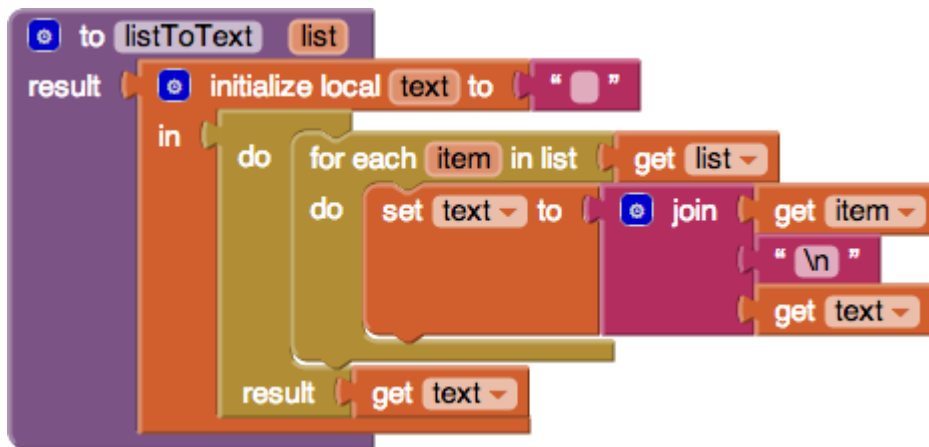 to listToText list
result initialize local text to “ ”
in
do for each item in list get list
do set text to join get item
“ \n ”
get text
result get text